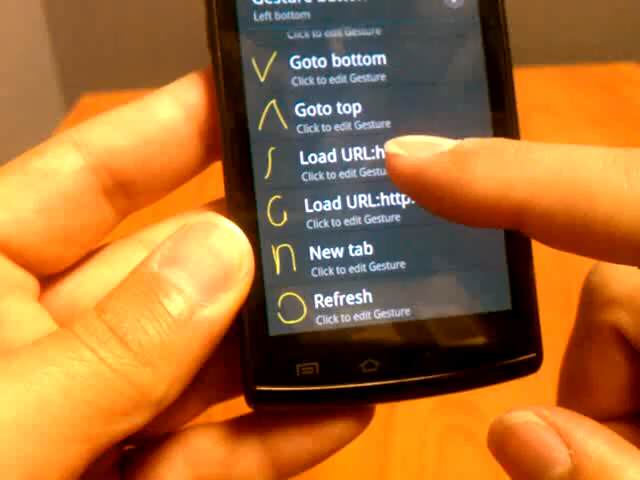 Gesture button
Left bottom
Click to edit Gesture
Goto bottom
Click to edit Gesture
Goto top
Click to edit Gesture
Load URL:h
Click to edit Gestu
Load URL:http:
Click to edit Gesture
New tab
Click to edit Gesture
Refresh
Click to edit Gesture